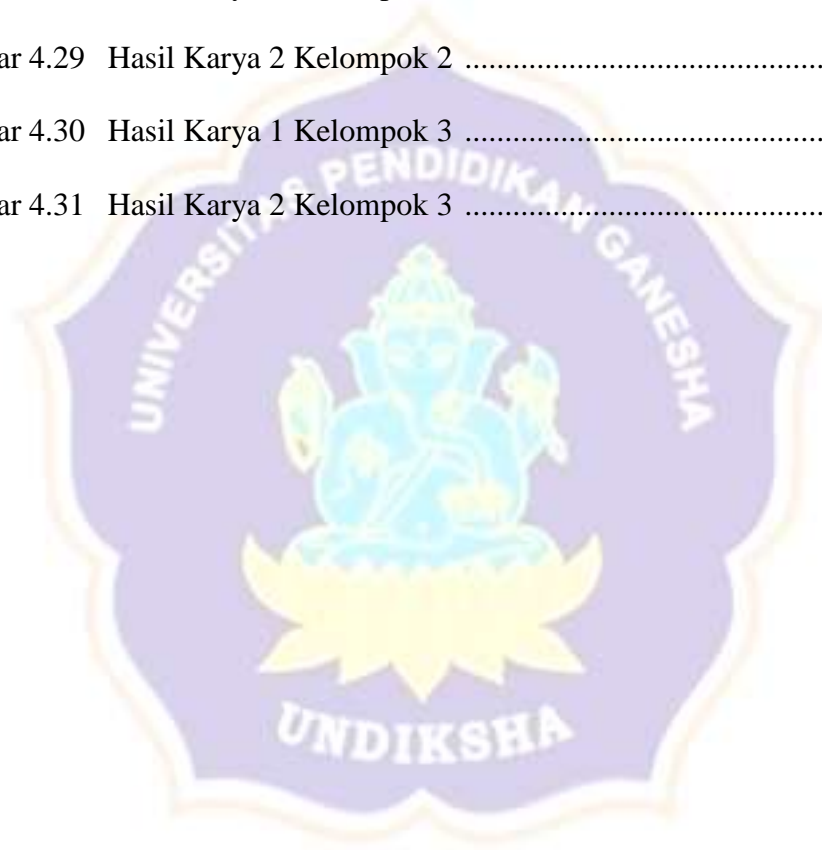 ar 4.29 Hasil Karya 2 Kelompok 2 ............................................
ar 4.30 Hasil Karya 1 Kelompok 3 ............................................
ar 4.31 Hasil Karya 2 Kelompok 3 ............................................
UNIVERSITAS PENDIDIKAN GANESHA
UNDIKSHA